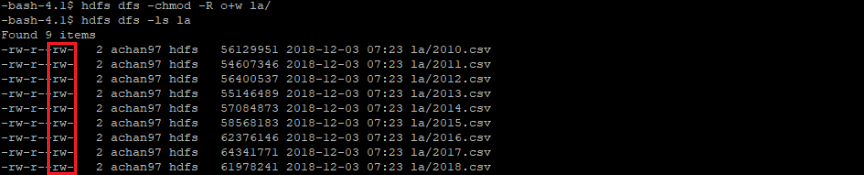 -bash-4.1$ hdfs dfs -chmod -R o+w la/
-bash-4.1$ hdfs dfs -ls la
Found 9 items
-rw-r--rw-   2 achan97 hdfs   56129951 2018-12-03 07:23 la/2010.csv
-rw-r--rw-   2 achan97 hdfs   54607346 2018-12-03 07:23 la/2011.csv
-rw-r--rw-   2 achan97 hdfs   56400537 2018-12-03 07:23 la/2012.csv
-rw-r--rw-   2 achan97 hdfs   55146489 2018-12-03 07:23 la/2013.csv
-rw-r--rw-   2 achan97 hdfs   57084873 2018-12-03 07:23 la/2014.csv
-rw-r--rw-   2 achan97 hdfs   58568183 2018-12-03 07:23 la/2015.csv
-rw-r--rw-   2 achan97 hdfs   62376146 2018-12-03 07:23 la/2016.csv
-rw-r--rw-   2 achan97 hdfs   64341771 2018-12-03 07:23 la/2017.csv
-rw-r--rw-   2 achan97 hdfs   61978241 2018-12-03 07:23 la/2018.csv